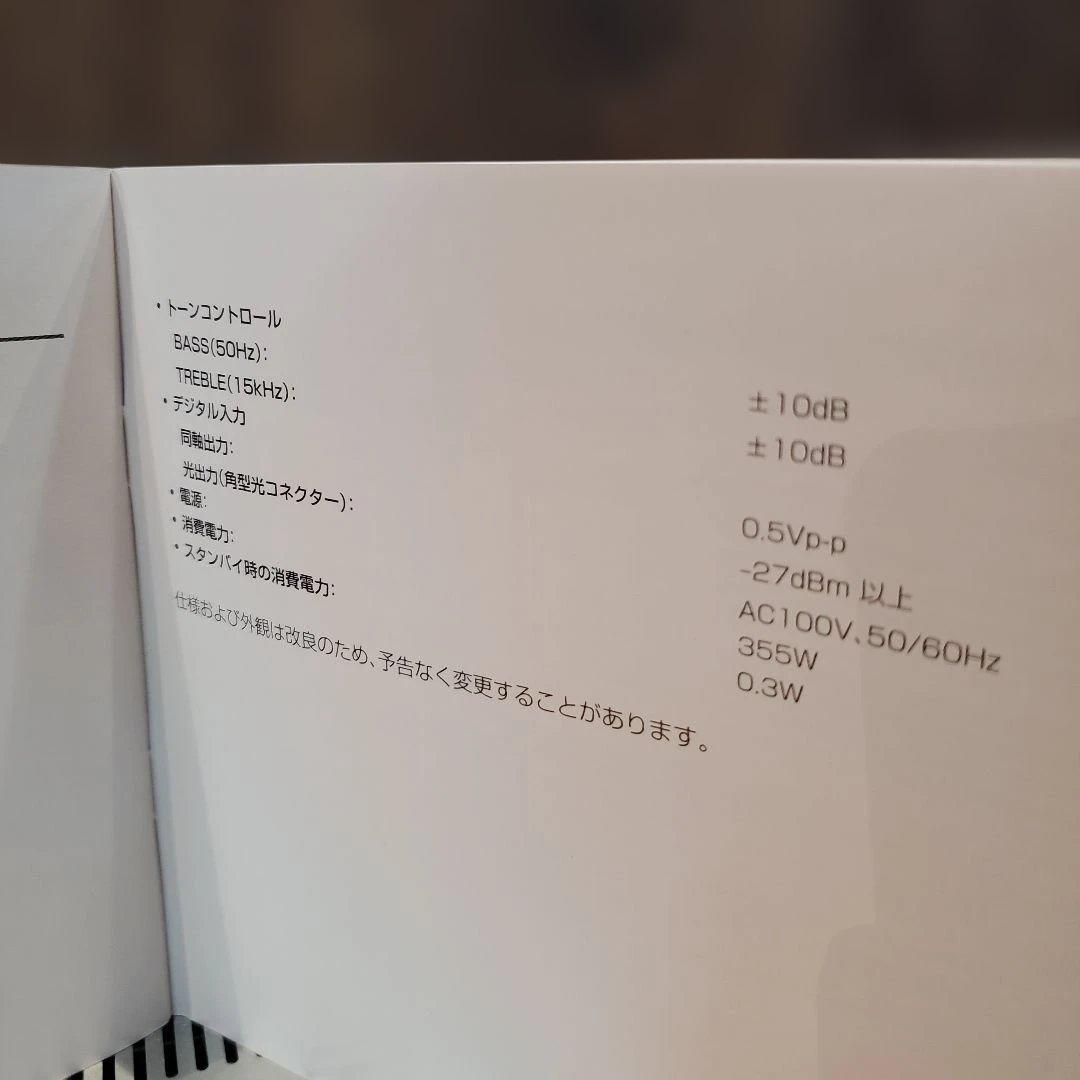 ・トーンコントロール
BASS(50Hz): ±10dB
TREBLE(15kHz): ±10dB
・デジタル入力
同軸出力: 0.5Vp-p
光出力(角型光コネクター): -27dBm 以上
・電源: AC100V、50/60Hz
・消費電力: 355W
・スタンバイ時の消費電力: 0.3W
仕様および外観は改良のため、予告なく変更することがあります。